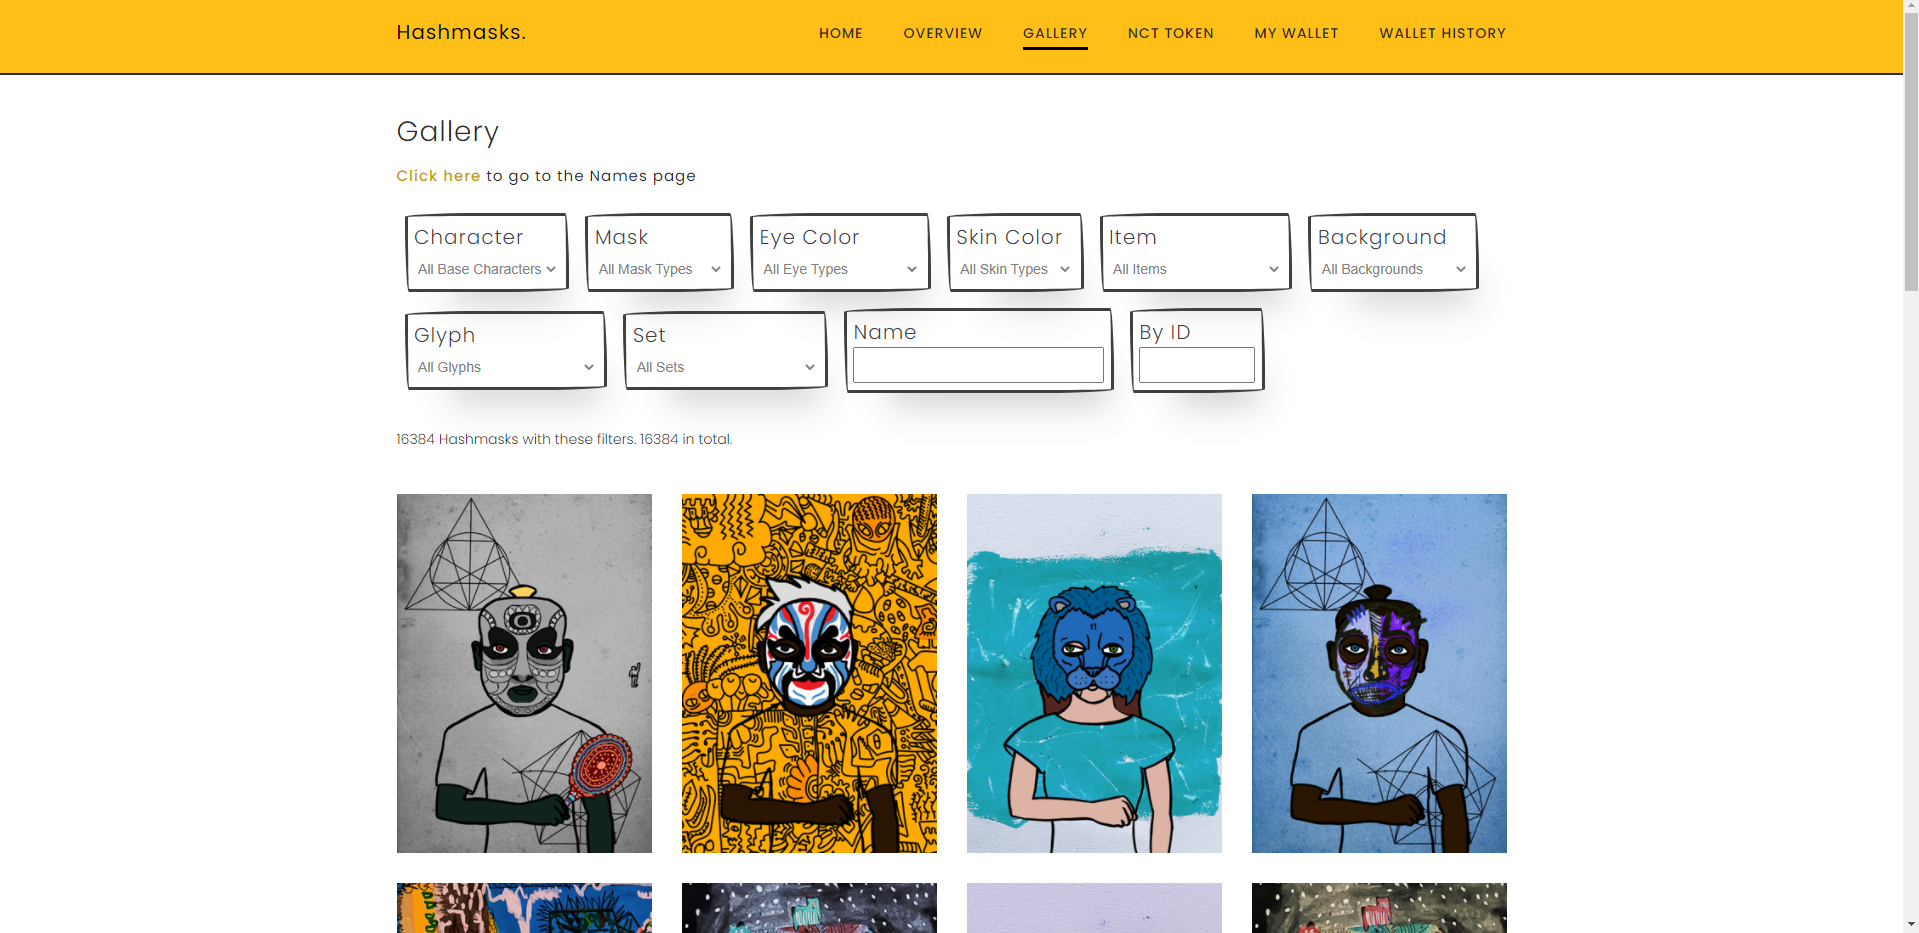 Hashmasks.
HOME OVERVIEW GALLERY NCT TOKEN MY WALLET WALLET HISTORY
Gallery
Click here to go to the Names page
Character Mask Eye Color Skin Color Item Background
All Base Characters All Mask Types All Eye Types All Skin Types All Items All Backgrounds
Glyph Set Name By ID
All Glyphs All Sets
16384 Hashmasks with these filters. 16384 in total.